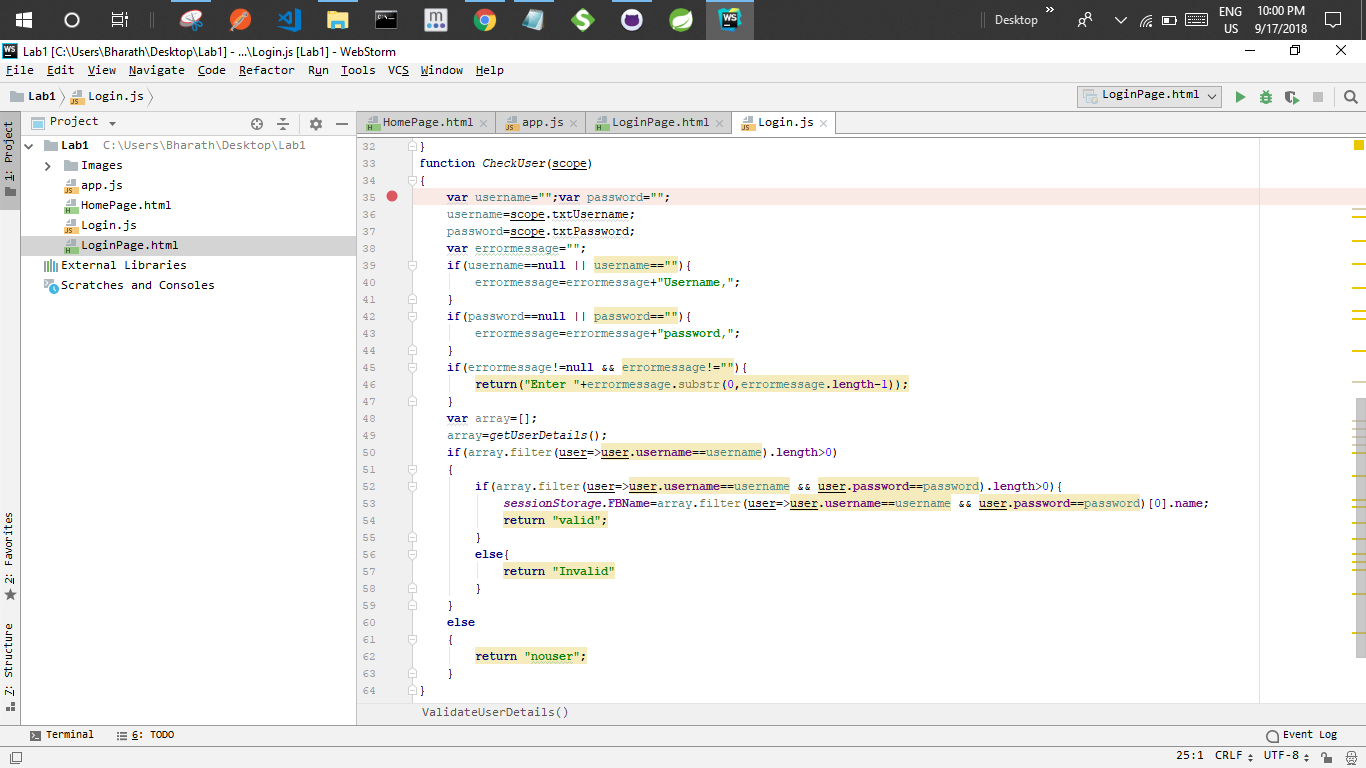 Desktop
»
ENG
US
10:00 PM
9/17/2018
WS
m
S
WS Lab1 [C:\Users\Bharath\Desktop\Lab1] - ...\Login.js [Lab1] - WebStorm
File Edit View Navigate Code Refactor Run Tools VCS Window Help
Lab1 Login.js
LoginPage.html
1: Project
2: Favorites
Z: Structure
Project
Lab1 C:\Users\Bharath\Desktop\Lab1
Images
app.js
HomePage.html
Login.js
LoginPage.html
External Libraries
Scratches and Consoles
HomePage.html app.js LoginPage.html Login.js
32 }
33 function CheckUser(scope)
34 {
35 var username="";var password="";
36 username=scope.txtUsername;
37 password=scope.txtPassword;
38 var errormessage="";
39 if(username==null || username==""){
40 errormessage=errormessage+"Username,";
41 }
42 if(password==null || password==""){
43 errormessage=errormessage+"password,";
44 }
45 if(errormessage!=null && errormessage!=""){
46 return("Enter "+errormessage.substr(0,errormessage.length-1));
47 }
48 var array=[];
49 array=getUserDetails();
50 if(array.filter(user=>user.username==username).length>0)
51 {
52 if(array.filter(user=>user.username==username && user.password==password).length>0){
53 sessionStorage.FBName=array.filter(user=>user.username==username && user.password==password)[0].name;
54 return "valid";
55 }
56 else{
57 return "Invalid"
58 }
59 }
60 else
61 {
62 return "nouser";
63 }
64 }
ValidateUserDetails()
Terminal 6: TODO Event Log
25:1 CRLF UTF-8